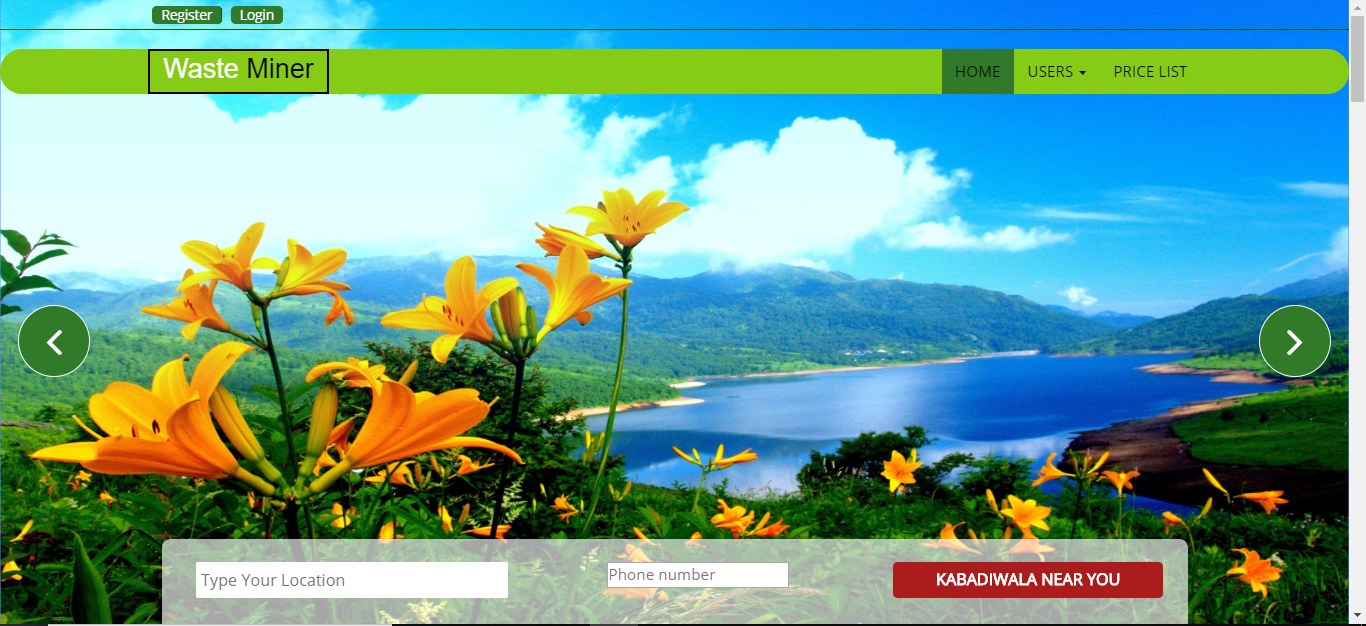 Register Login
Waste Miner HOME USERS PRICE LIST
Type Your Location Phone number KABADIWALA NEAR YOU